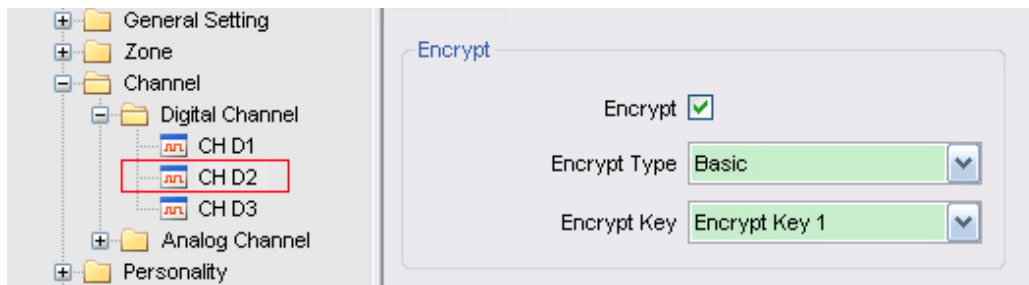 General Setting
Zone
Channel
Digital Channel
CH D1
CH D2
CH D3
Analog Channel
Personality
Encrypt
Encrypt
Encrypt Type Basic
Encrypt Key Encrypt Key 1